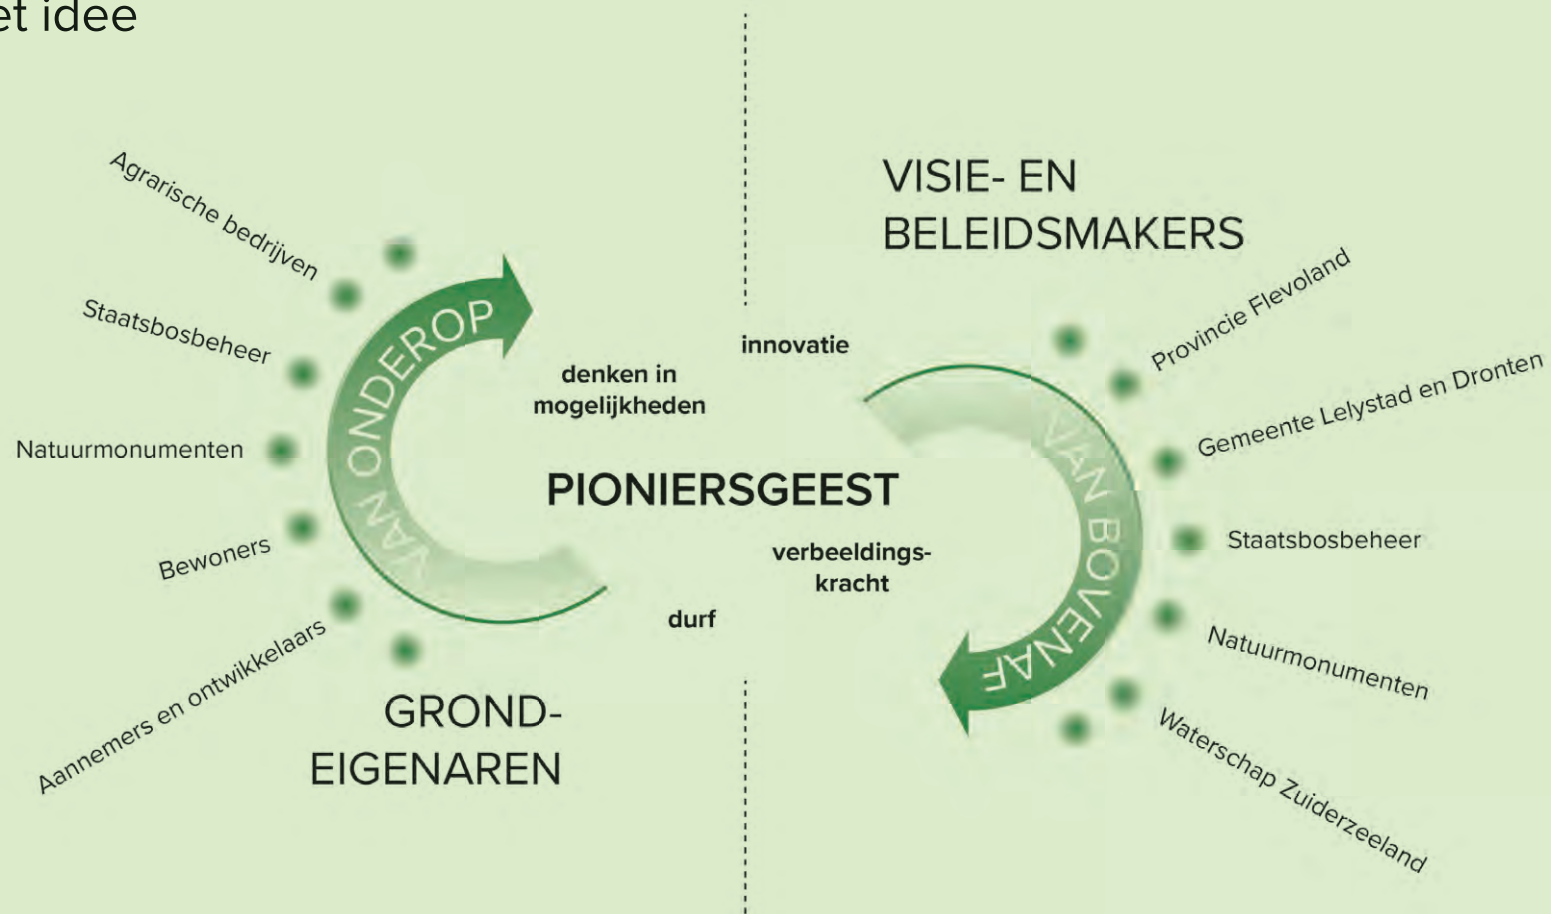 et idee
Agrarische bedrijven
Staatsbosbeheer
Natuurmonumenten
Bewoners
Aannemers en ontwikkelaars
VAN ONDEROP
GROND-
EIGENAREN
denken in
mogelijkheden
innovatie
PIONIERSGEEST
verbeeldings-
kracht
durf
VISIE- EN
BELEIDSMAKERS
VAN BOVENAF
Provincie Flevoland
Gemeente Lelystad en Dronten
Staatsbosbeheer
Natuurmonumenten
Waterschap Zuiderzeeland